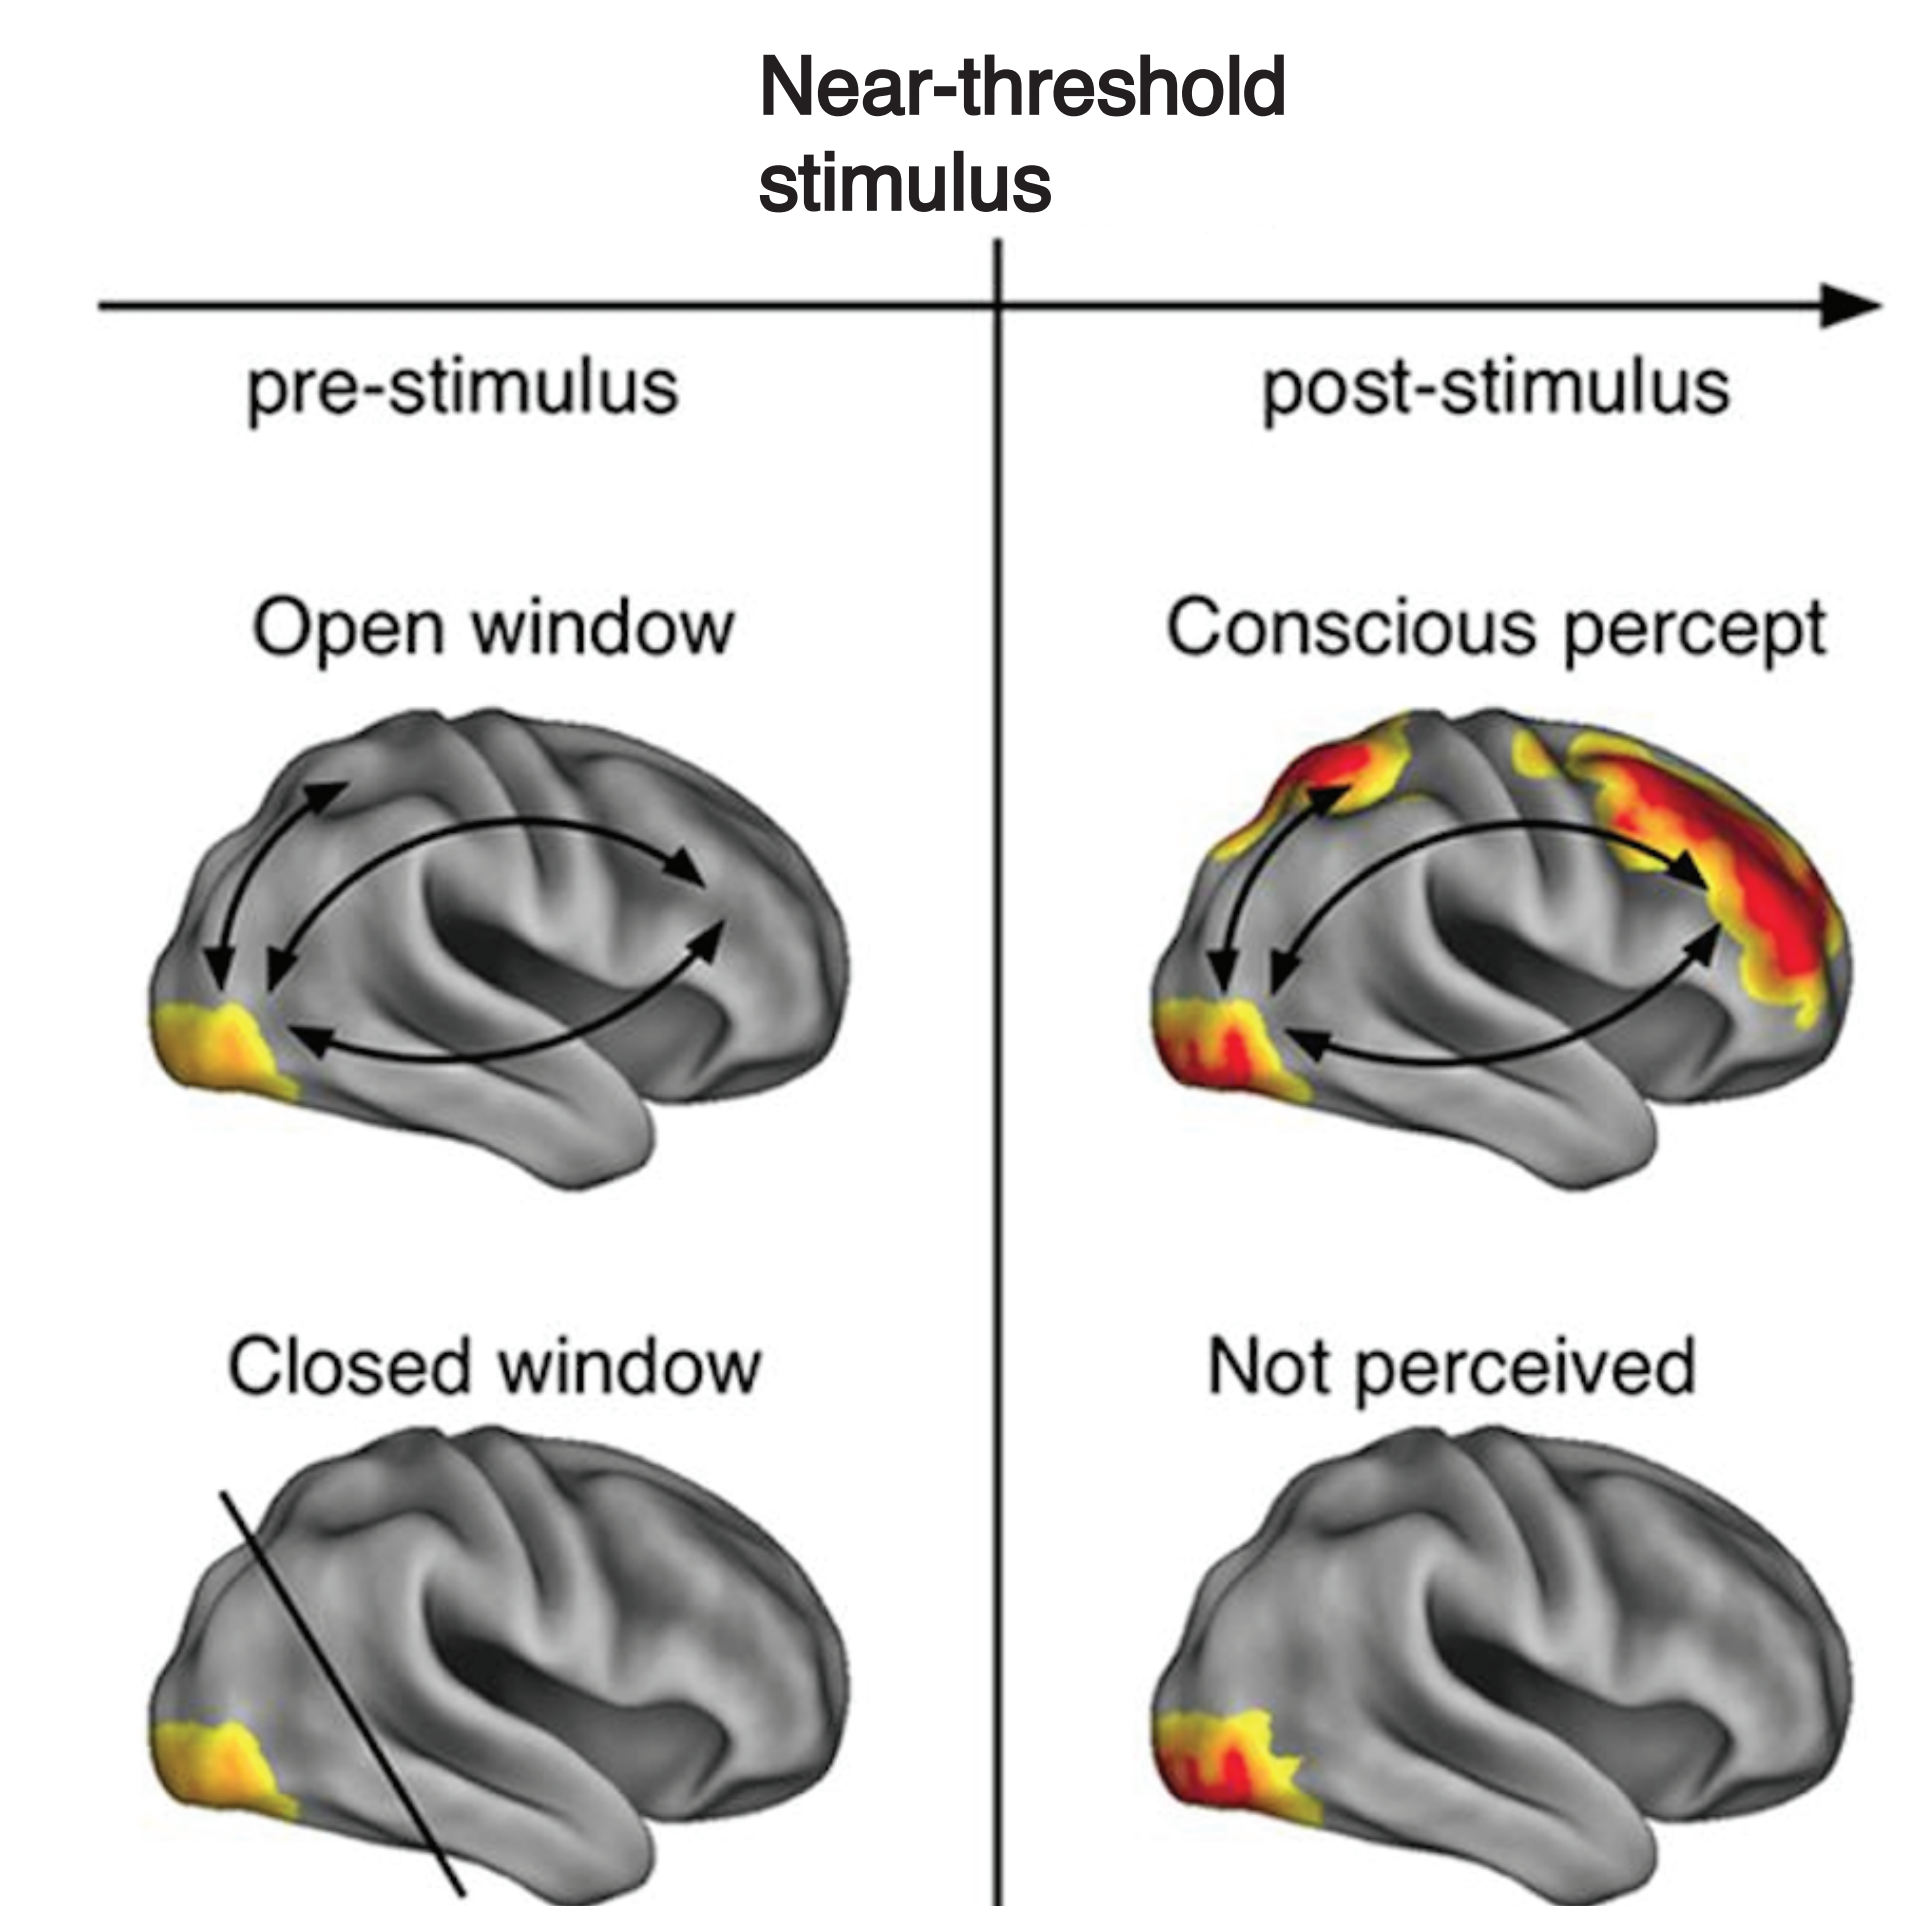 Near-threshold
stimulus
pre-stimulus
post-stimulus
Open window
Conscious percept
Closed window
Not perceived